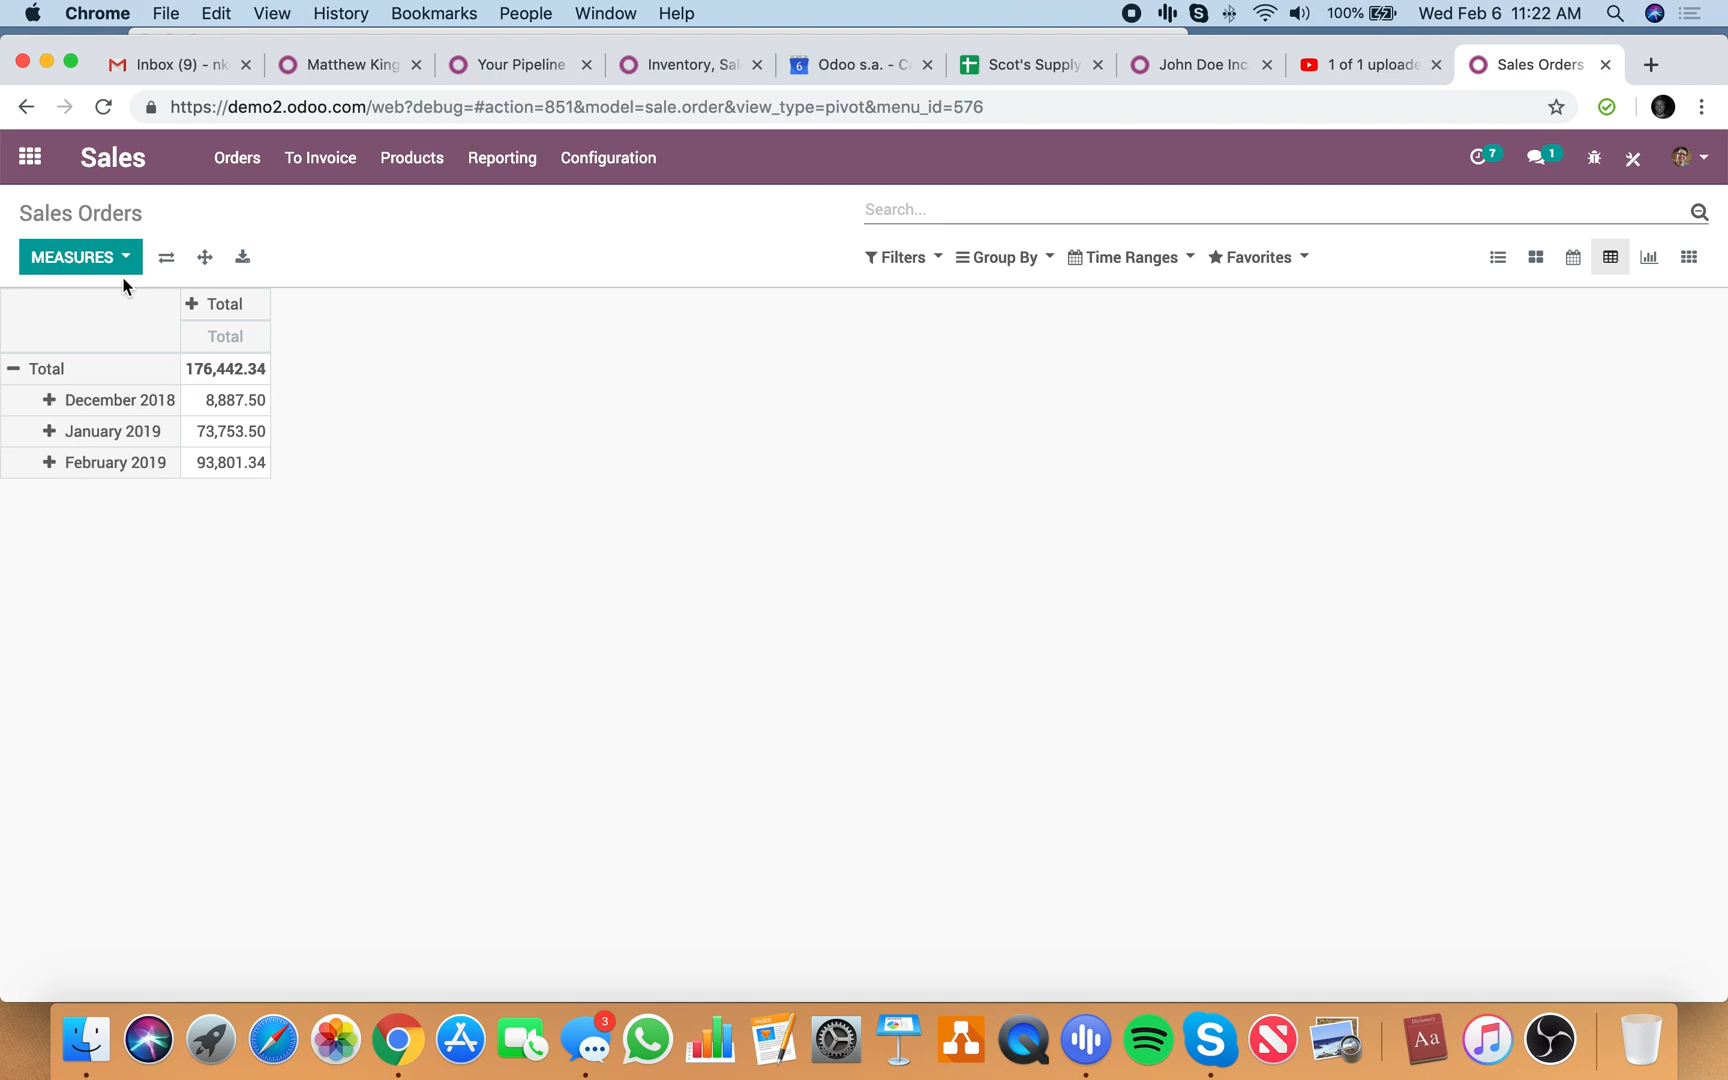 Chrome File Edit View History Bookmarks People Window Help 100% Wed Feb 6 11:22 AM
Inbox (9) - nk Matthew King Your Pipeline Inventory, Sal 6 Odoo s.a. - C Scot's Supply John Doe Inc. 1 of 1 uploade Sales Orders
https://demo2.odoo.com/web?debug=#action=851&model=sale.order&view_type=pivot&menu_id=576
Sales Orders To Invoice Products Reporting Configuration 7 1
Sales Orders Search...
MEASURES Filters Group By Time Ranges Favorites
Total
Total
Total 176,442.34
December 2018 8,887.50
January 2019 73,753.50
February 2019 93,801.34
3
PAGES
Dictionary
Aa